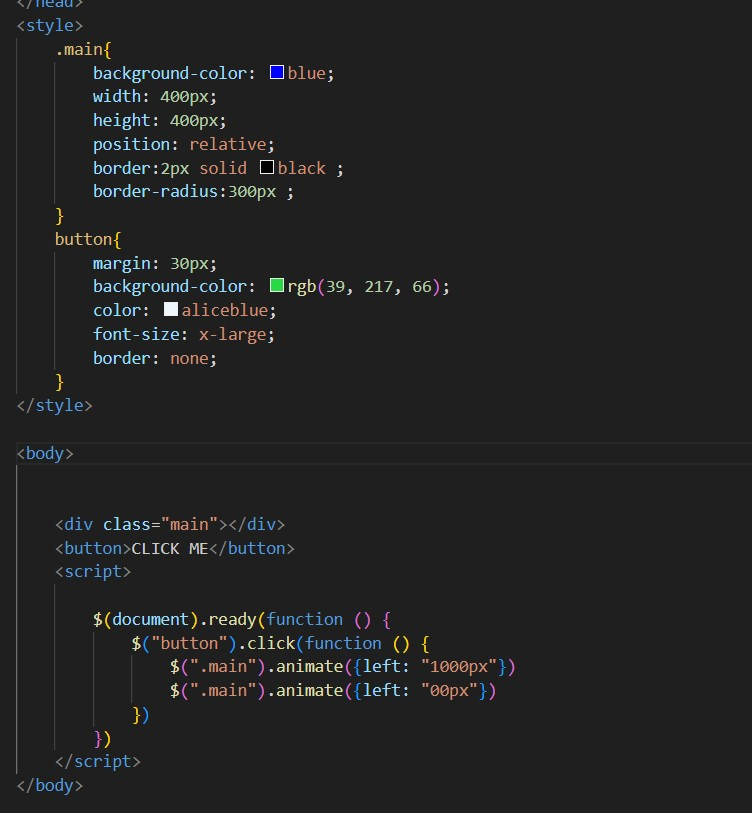 </head>
<style>
    .main{
        background-color: blue;
        width: 400px;
        height: 400px;
        position: relative;
        border:2px solid black ;
        border-radius:300px ;
    }
    button{
        margin: 30px;
        background-color: rgb(39, 217, 66);
        color: aliceblue;
        font-size: x-large;
        border: none;
    }
</style>
<body>
    <div class="main"></div>
    <button>CLICK ME</button>
    <script>
        $(document).ready(function () {
            $("button").click(function () {
                $(".main").animate({left: "1000px"})
                $(".main").animate({left: "00px"})
            })
        })
    </script>
</body>